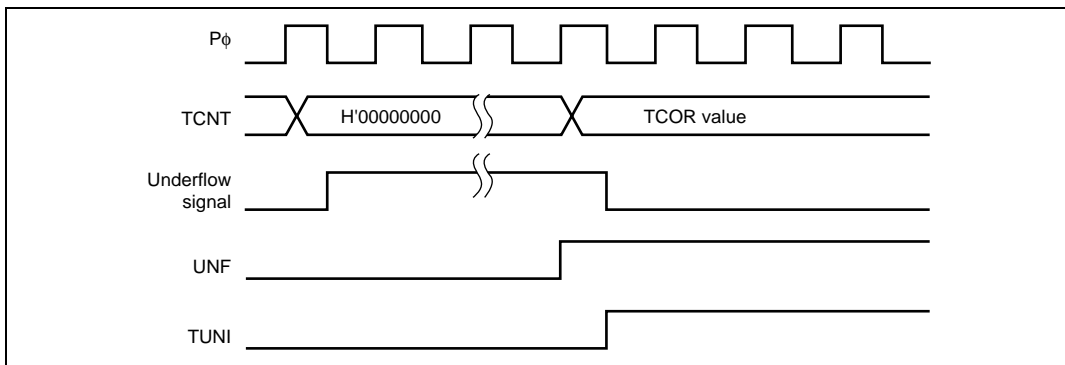 Pϕ
TCNT
H'00000000
TCOR value
Underflow
signal
UNF
TUNI